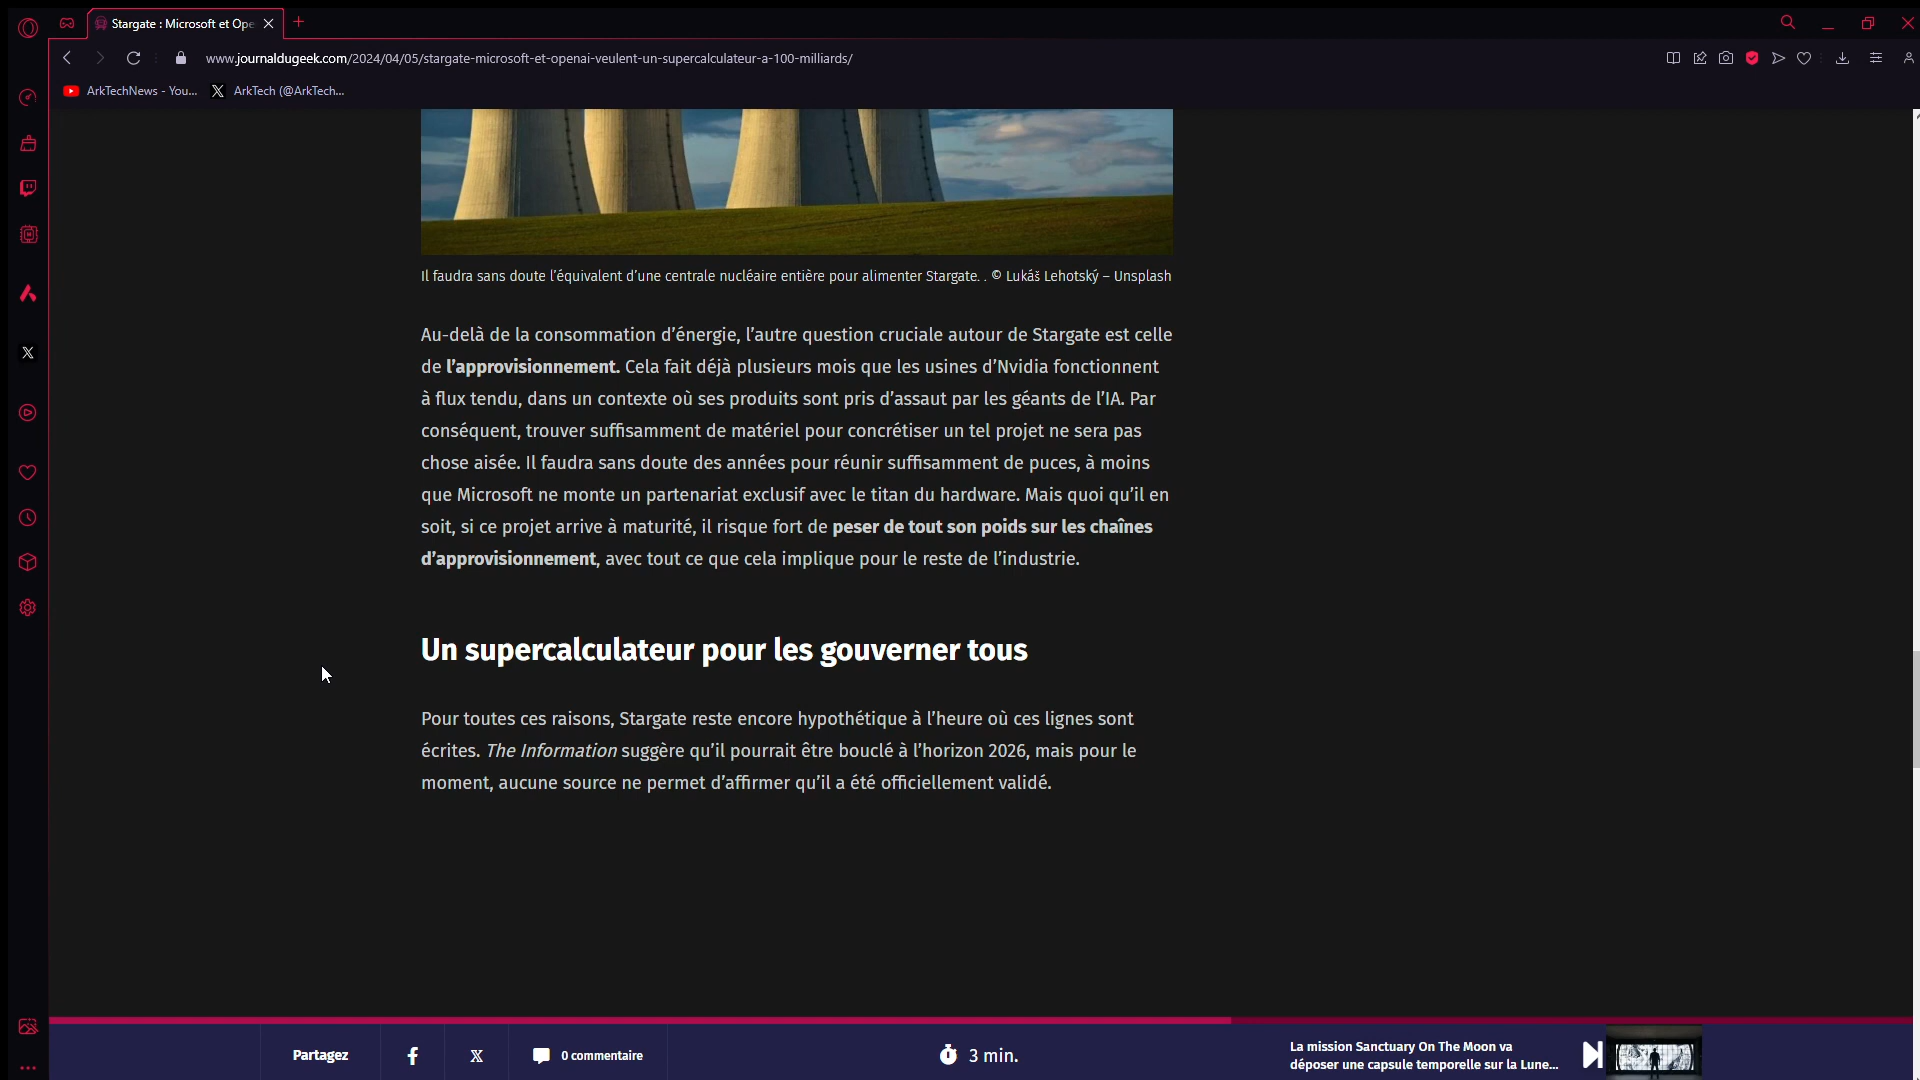 Stargate : Microsoft et Ope
www.journaldugeek.com/2024/04/05/stargate-microsoft-et-openai-veulent-un-supercalculateur-a-100-milliards/
ArkTechNews - You...
ArkTech (@ArkTech...
Il faudra sans doute l’équivalent d’une centrale nucléaire entière pour alimenter Stargate. . © Lukáš Lehotský – Unsplash
Au-delà de la consommation d’énergie, l’autre question cruciale autour de Stargate est celle
de l’approvisionnement. Cela fait déjà plusieurs mois que les usines d’Nvidia fonctionnent
à flux tendu, dans un contexte où ses produits sont pris d’assaut par les géants de l’IA. Par
conséquent, trouver suffisamment de matériel pour concrétiser un tel projet ne sera pas
chose aisée. Il faudra sans doute des années pour réunir suffisamment de puces, à moins
que Microsoft ne monte un partenariat exclusif avec le titan du hardware. Mais quoi qu’il en
soit, si ce projet arrive à maturité, il risque fort de peser de tout son poids sur les chaînes
d’approvisionnement, avec tout ce que cela implique pour le reste de l’industrie.
Un supercalculateur pour les gouverner tous
Pour toutes ces raisons, Stargate reste encore hypothétique à l’heure où ces lignes sont
écrites. The Information suggère qu’il pourrait être bouclé à l’horizon 2026, mais pour le
moment, aucune source ne permet d’affirmer qu’il a été officiellement validé.
Partagez
0 commentaire
3 min.
La mission Sanctuary On The Moon va
déposer une capsule temporelle sur la Lune...